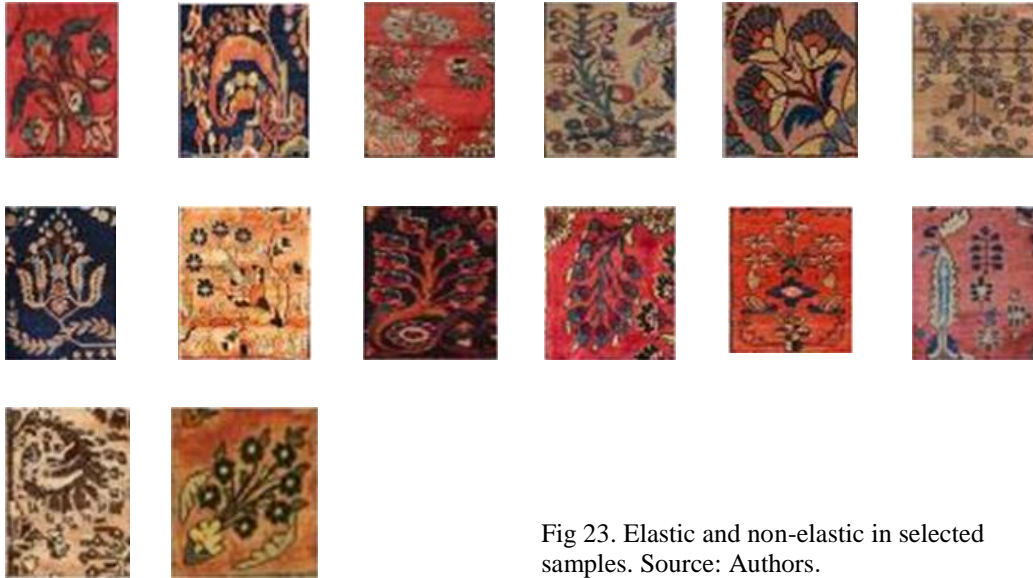 Fig 23. Elastic and non-elastic in selected
samples. Source: Authors.